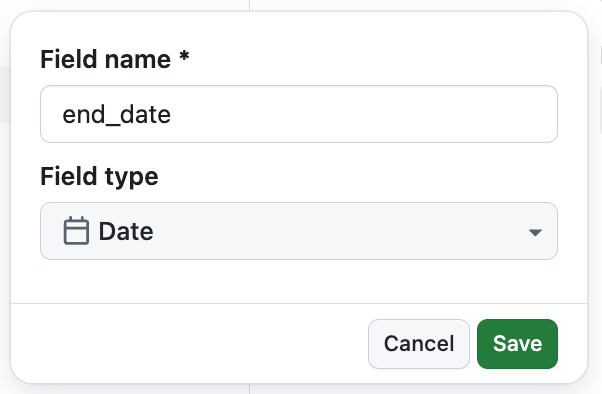 Field name *
end_date
Field type
Date
Cancel Save